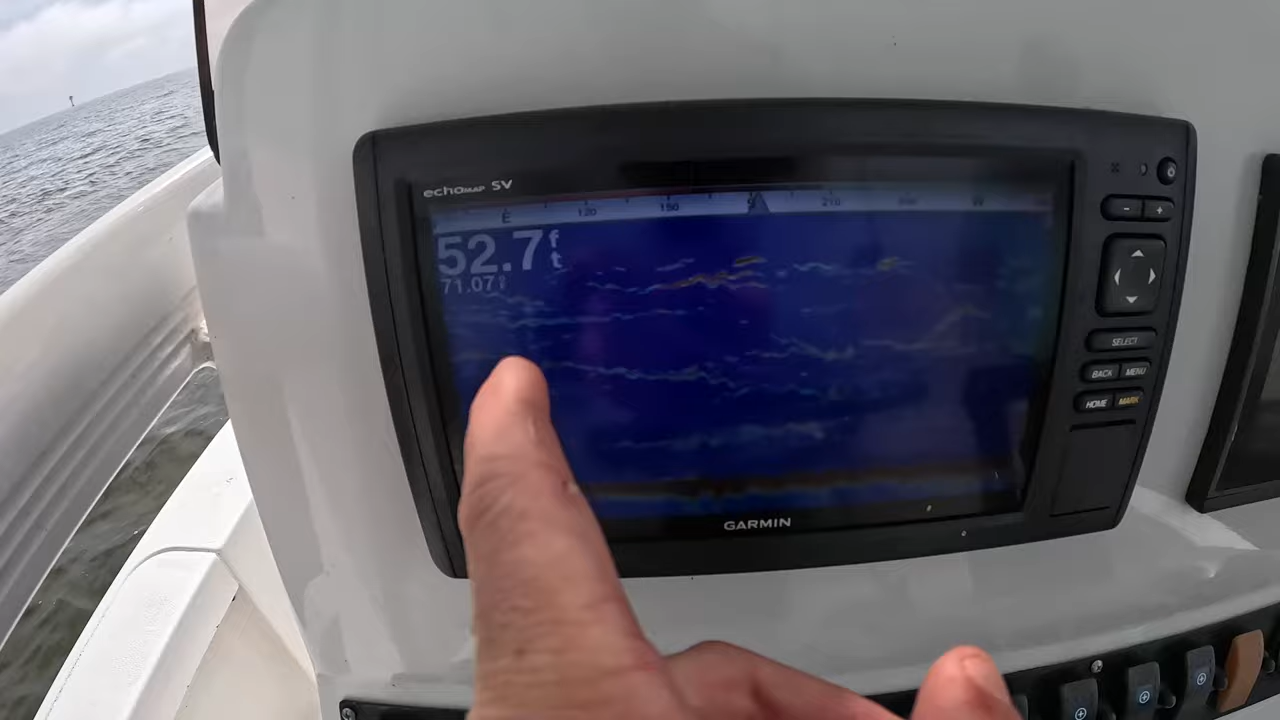 echoMAP SV
E 120 150 S 210 W
52.7 ft
71.07°F
- +
SELECT
BACK MENU
HOME MARK
GARMIN